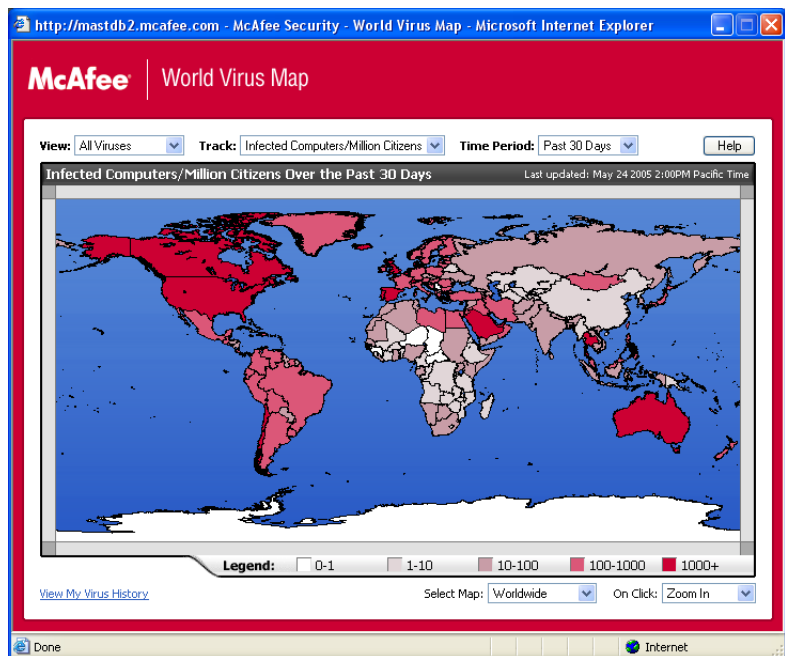 http://mastdb2.mcafee.com - McAfee Security - World Virus Map - Microsoft Internet Explorer
McAfee World Virus Map
View: All Viruses Track: Infected Computers/Million Citizens Time Period: Past 30 Days Help
Infected Computers/Million Citizens Over the Past 30 Days Last updated: May 24 2005 2:00PM Pacific Time
Legend: 0-1 1-10 10-100 100-1000 1000+
View My Virus History Select Map: Worldwide On Click: Zoom In
Done Internet